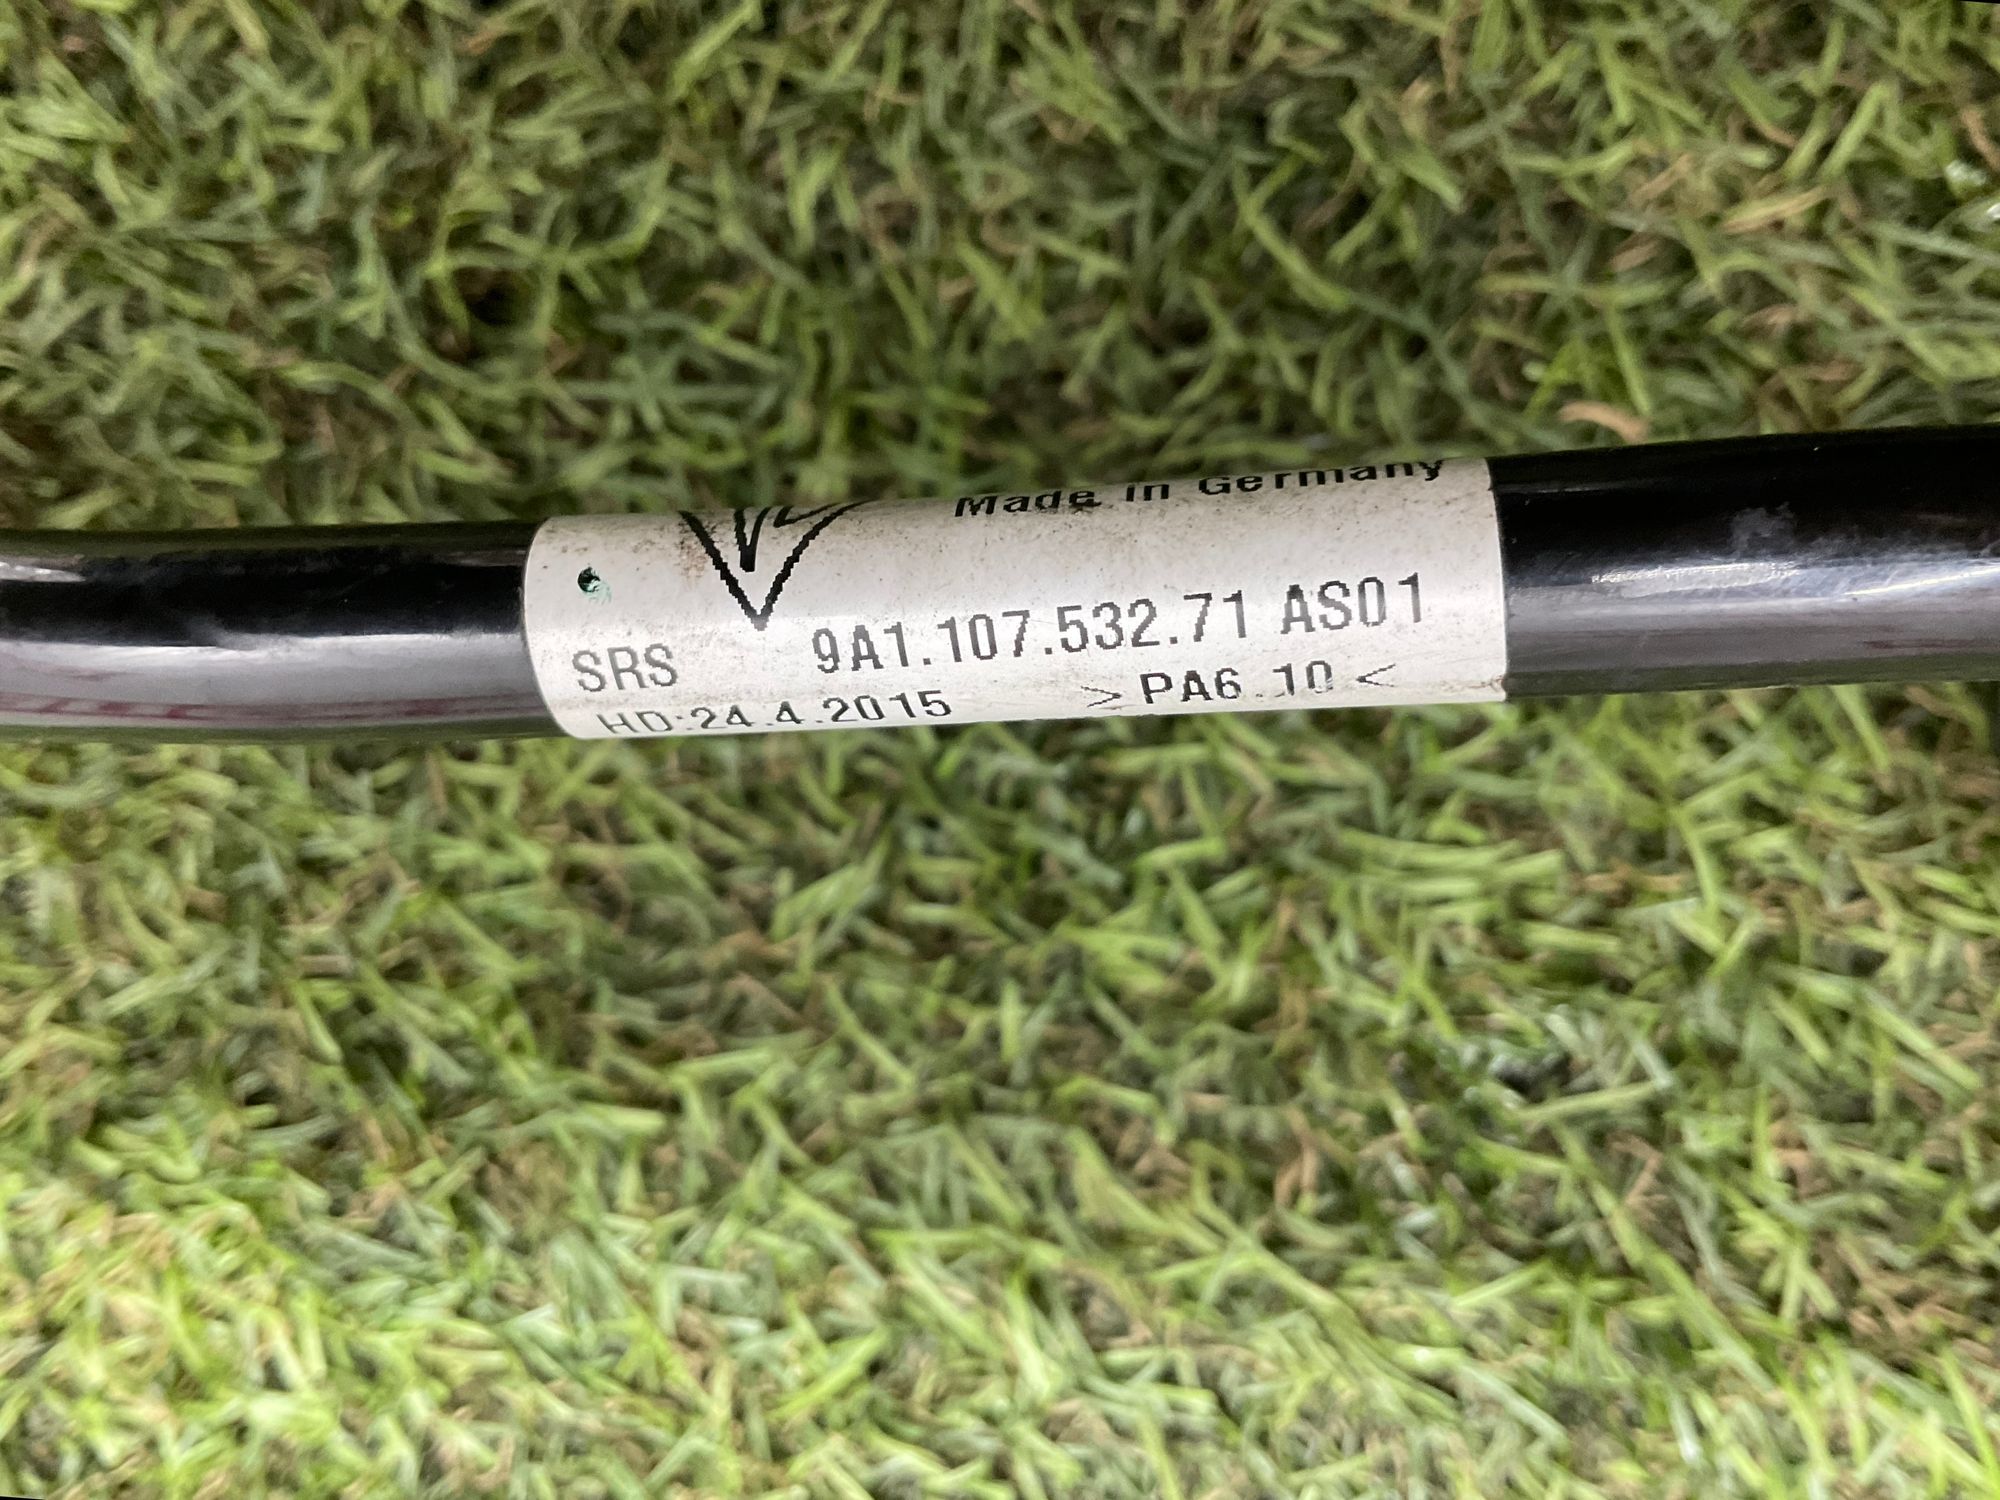 Made in Germany
SRS 9A1.107.532.71 AS01
HD:24.4.2015 >PA6.10<